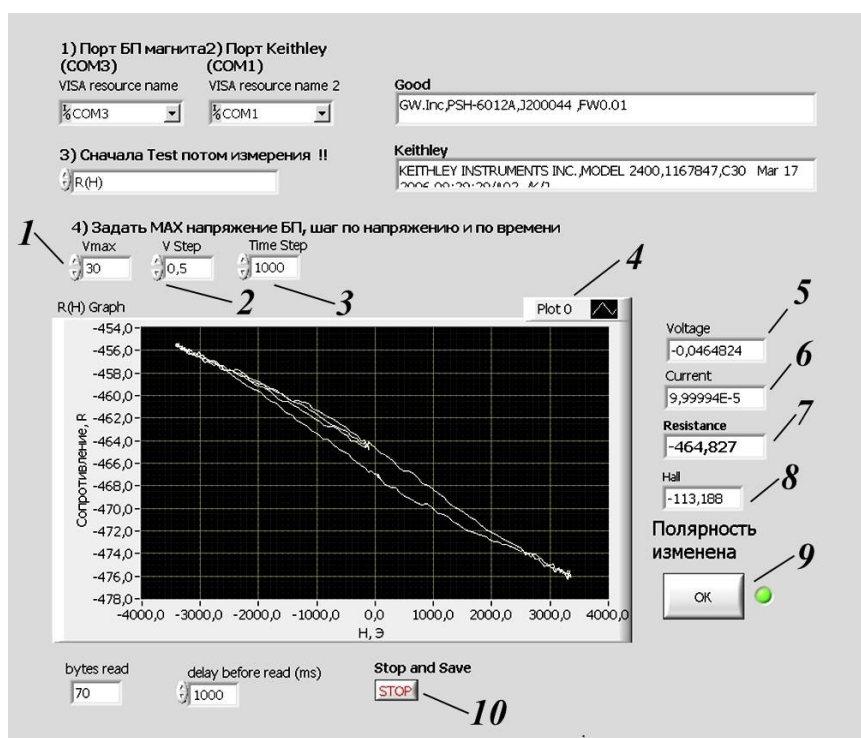 1) Порт БП магнита2) Порт Keithley
(COM3) (COM1)
VISA resource name VISA resource name 2
COM3 COM1
Good
GW.Inc,PSH-6012A,J200044 ,FW0.01
3) Сначала Test потом измерения !!
R(H)
Keithley
KEITHLEY INSTRUMENTS INC.,MODEL 2400,1167847,C30 Mar 17
4) Задать MAX напряжение БП, шаг по напряжению и по времени
1 Vmax V Step Time Step
30 0,5 1000
2 3 4
R(H) Graph Plot 0
5
Voltage
-0,0464824
6
Current
9,99994E-5
7
Resistance
-464,827
8
Hall
-113,188
Полярность
изменена
9
OK
Сопротивление, R
-454,0
-456,0
-458,0
-460,0
-462,0
-464,0
-466,0
-468,0
-470,0
-472,0
-474,0
-476,0
-478,0
-4000,0 -3000,0 -2000,0 -1000,0 0,0 1000,0 2000,0 3000,0 4000,0
H, Э
bytes read delay before read (ms) Stop and Save
70 1000 STOP
10